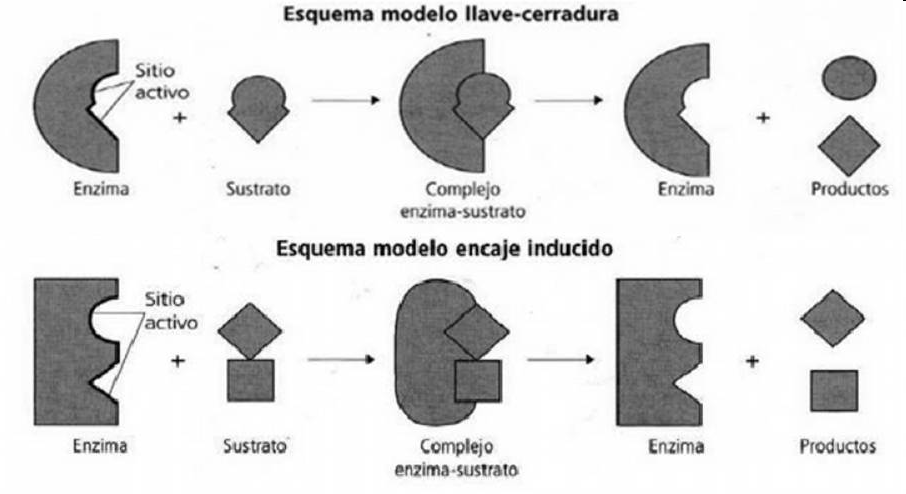 Esquema modelo llave-cerradura
Sitio
activo
+
+
Enzima
Sustrato
Complejo
enzima-sustrato
Enzima
Productos
Esquema modelo encaje inducido
Sitio
activo
+
+
Enzima
Sustrato
Complejo
enzima-sustrato
Enzima
Productos